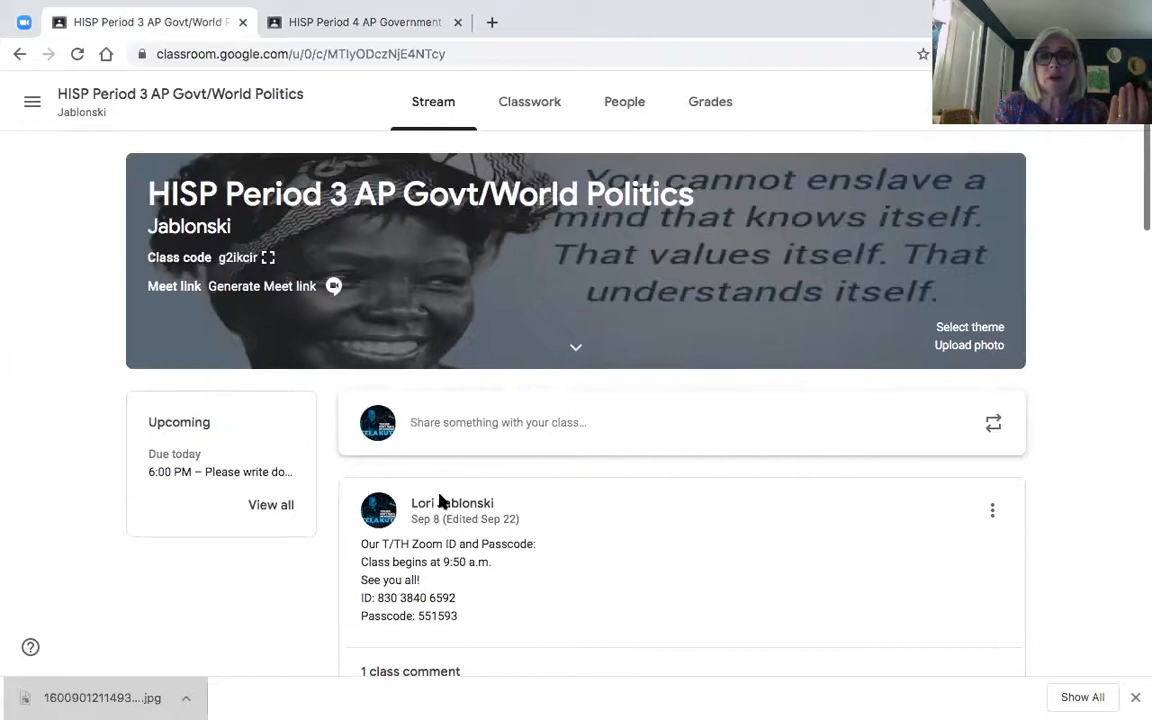 HISP Period 3 AP Govt/World P
HISP Period 4 AP Government
classroom.google.com/u/0/c/MTIyODczNjE4NTcy
HISP Period 3 AP Govt/World Politics
Jablonski
Stream
Classwork
People
Grades
HISP Period 3 AP Govt/World Politics
Jablonski
Class code g2ikcir
Meet link Generate Meet link
You cannot enslave a
mind that knows itself.
That values itself. That
understands itself.
Select theme
Upload photo
Upcoming
Due today
6:00 PM – Please write do...
View all
Share something with your class...
Lori Jablonski
Sep 8 (Edited Sep 22)
Our T/TH Zoom ID and Passcode:
Class begins at 9:50 a.m.
See you all!
ID: 830 3840 6592
Passcode: 551593
1 class comment
1600901211493....jpg
Show All